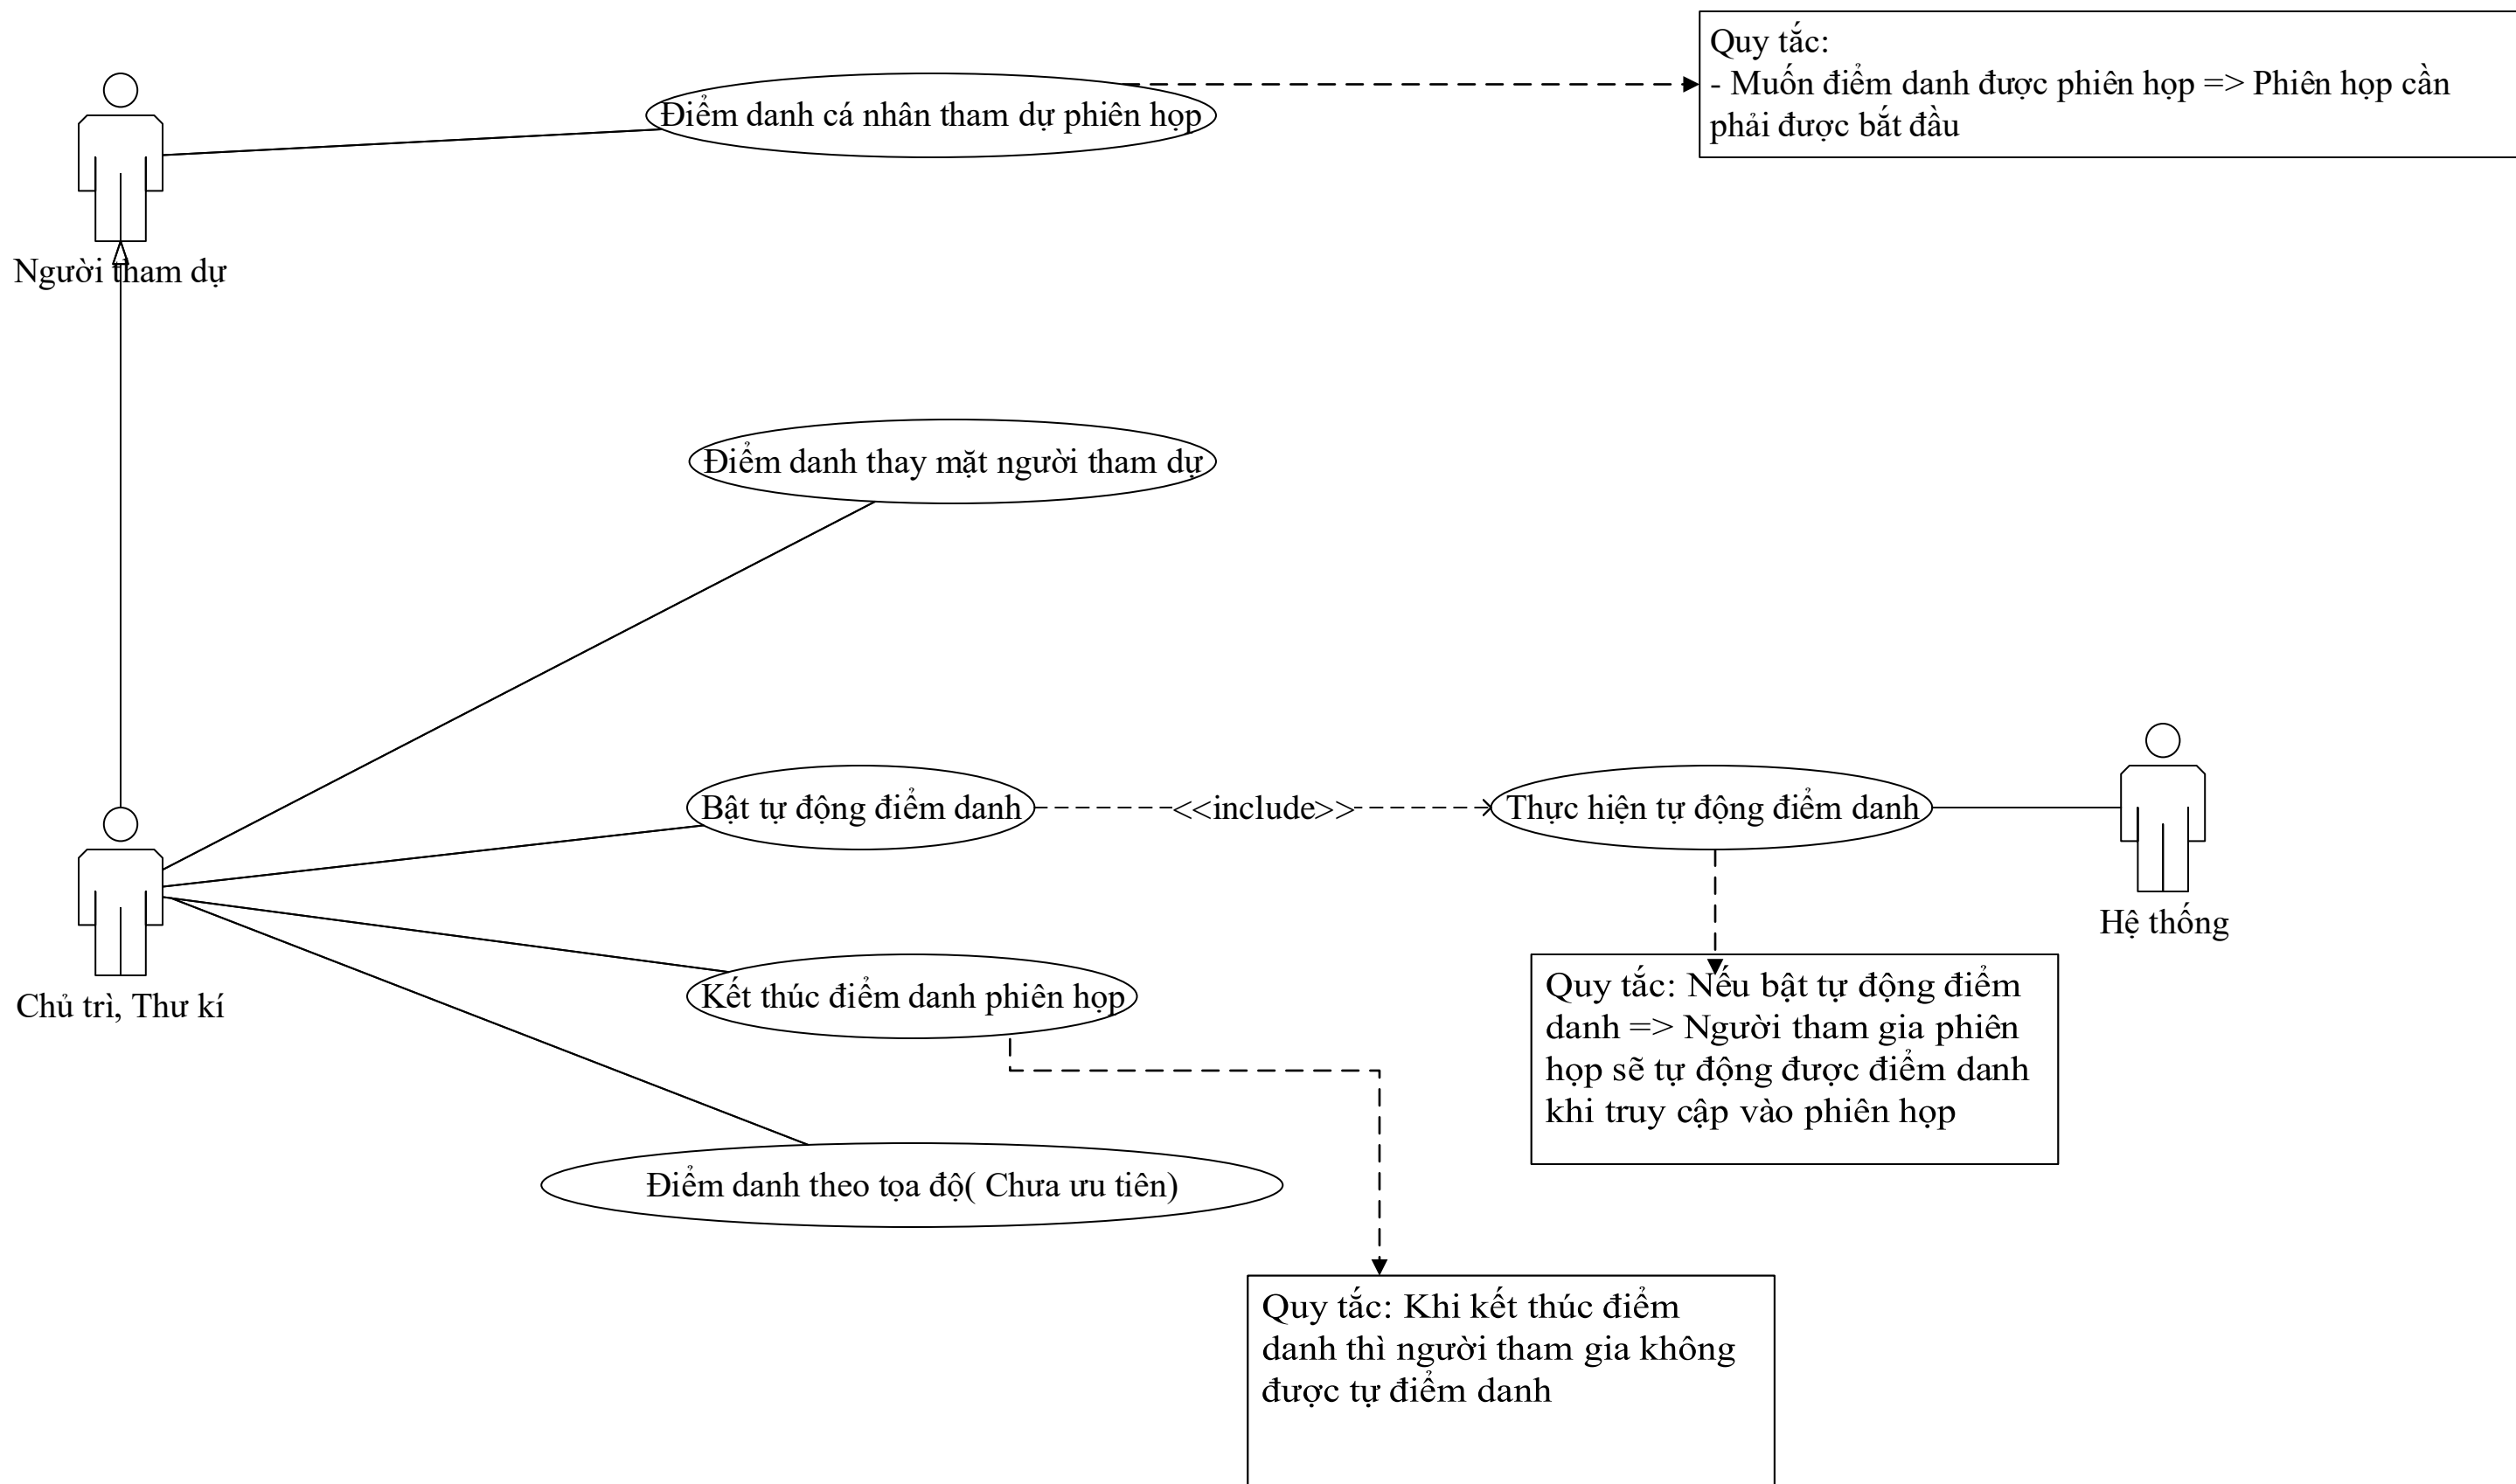 Quy tắc:
- Muốn điểm danh được phiên họp => Phiên họp cần
phải được bắt đầu
Điểm danh cá nhân tham dự phiên họp
Người tham dự
Điểm danh thay mặt người tham dự
Bật tự động điểm danh
<<include>>
Thực hiện tự động điểm danh
Hệ thống
Chủ trì, Thư kí
Kết thúc điểm danh phiên họp
Quy tắc: Nếu bật tự động điểm
danh => Người tham gia phiên
họp sẽ tự động được điểm danh
khi truy cập vào phiên họp
Điểm danh theo tọa độ( Chưa ưu tiên)
Quy tắc: Khi kết thúc điểm
danh thì người tham gia không
được tự điểm danh